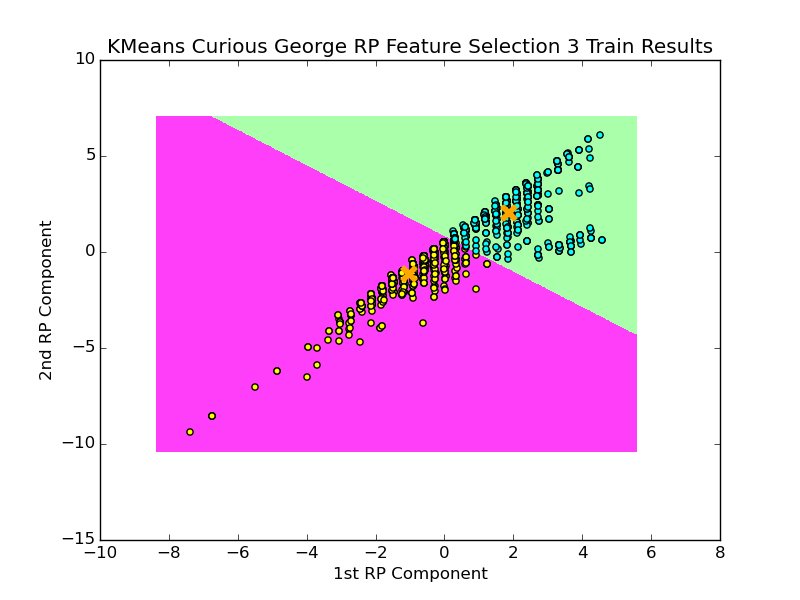 KMeans Curious George RP Feature Selection 3 Train Results
10
5
0
−5
−10
−15
−10 −8 −6 −4 −2 0 2 4 6 8
2nd RP Component
1st RP Component